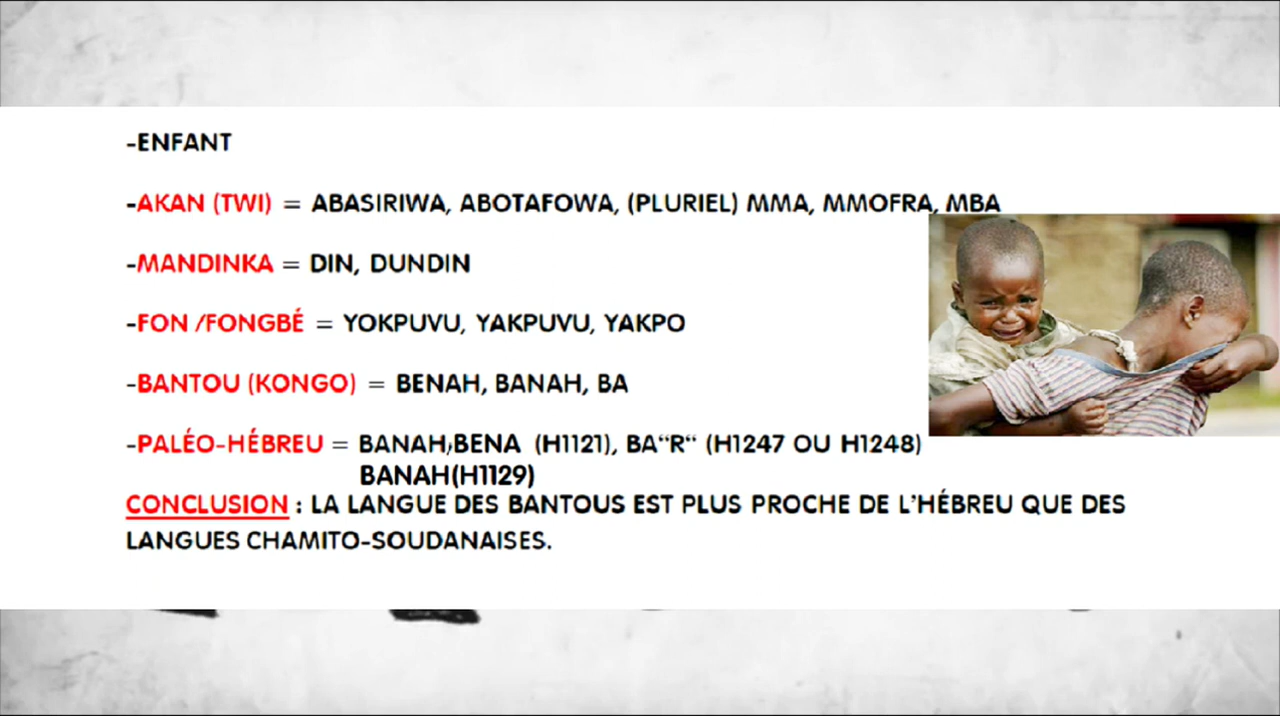 -ENFANT
-AKAN (TWI) = ABASIRIWA, ABOTAFOWA, (PLURIEL) MMA, MMOFRA, MBA
-MANDINKA = DIN, DUNDIN
-FON /FONGBÉ = YOKPUVU, YAKPUVU, YAKPO
-BANTOU (KONGO) = BENAH, BANAH, BA
-PALÉO-HÉBREU = BANAH,BENA (H1121), BA“R“ (H1247 OU H1248)
BANAH(H1129)
CONCLUSION : LA LANGUE DES BANTOUS EST PLUS PROCHE DE L’HÉBREU QUE DES
LANGUES CHAMITO-SOUDANAISES.